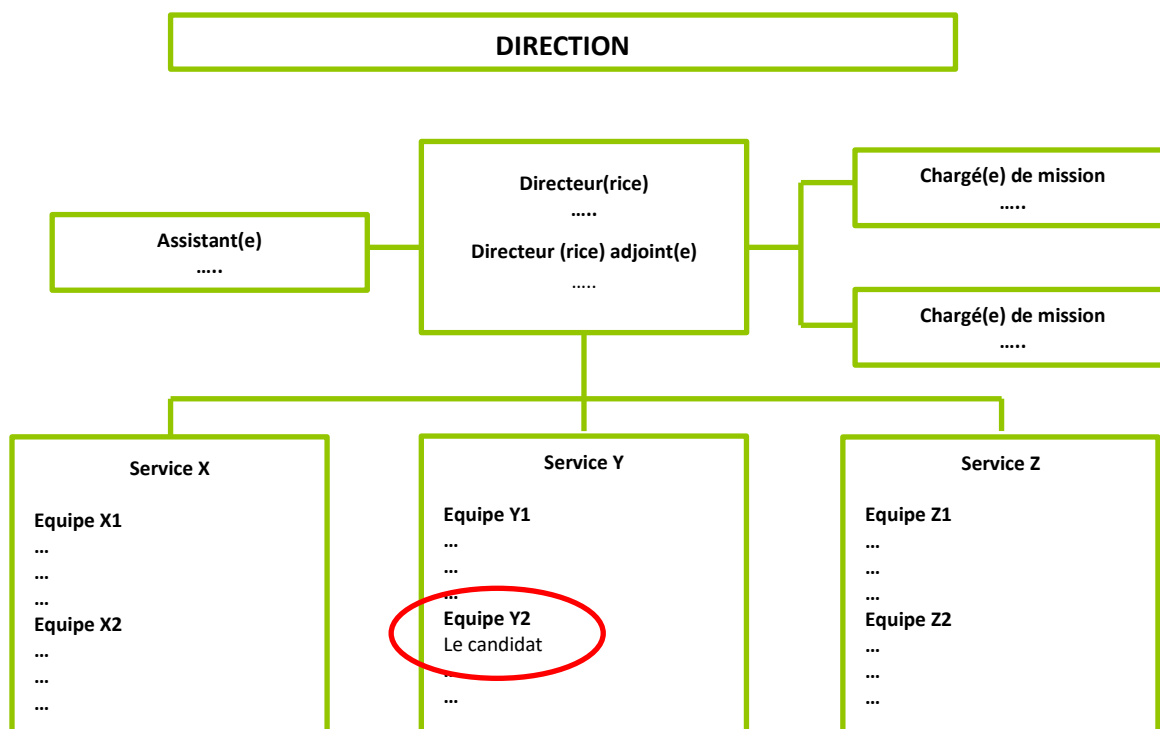 DIRECTION
Directeur(rice)
…..
Directeur (rice) adjoint(e)
…..
Assistant(e)
…..
Chargé(e) de mission
…..
Chargé(e) de mission
…..
Service X
Equipe X1
…
…
…
Equipe X2
…
…
…
Service Y
Equipe Y1
…
…
…
Equipe Y2
Le candidat
…
…
Service Z
Equipe Z1
…
…
…
Equipe Z2
…
…
…